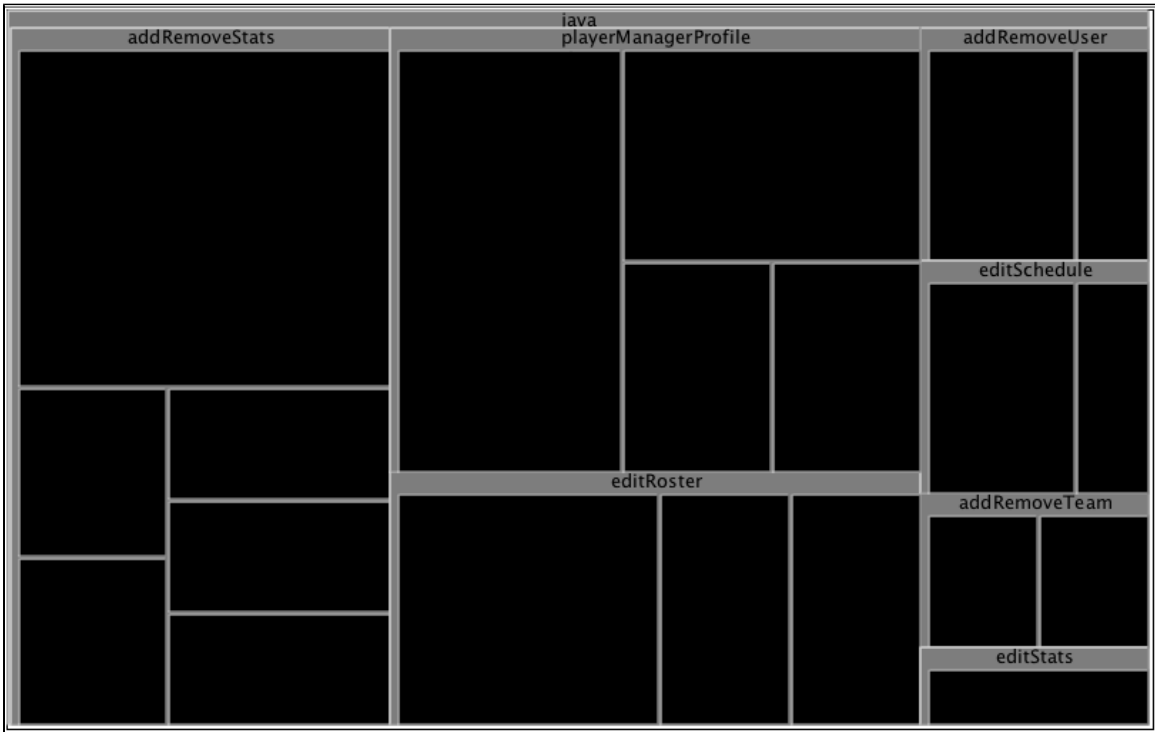 java
addRemoveStats
playerManagerProfile
addRemoveUser
editSchedule
editRoster
addRemoveTeam
editStats